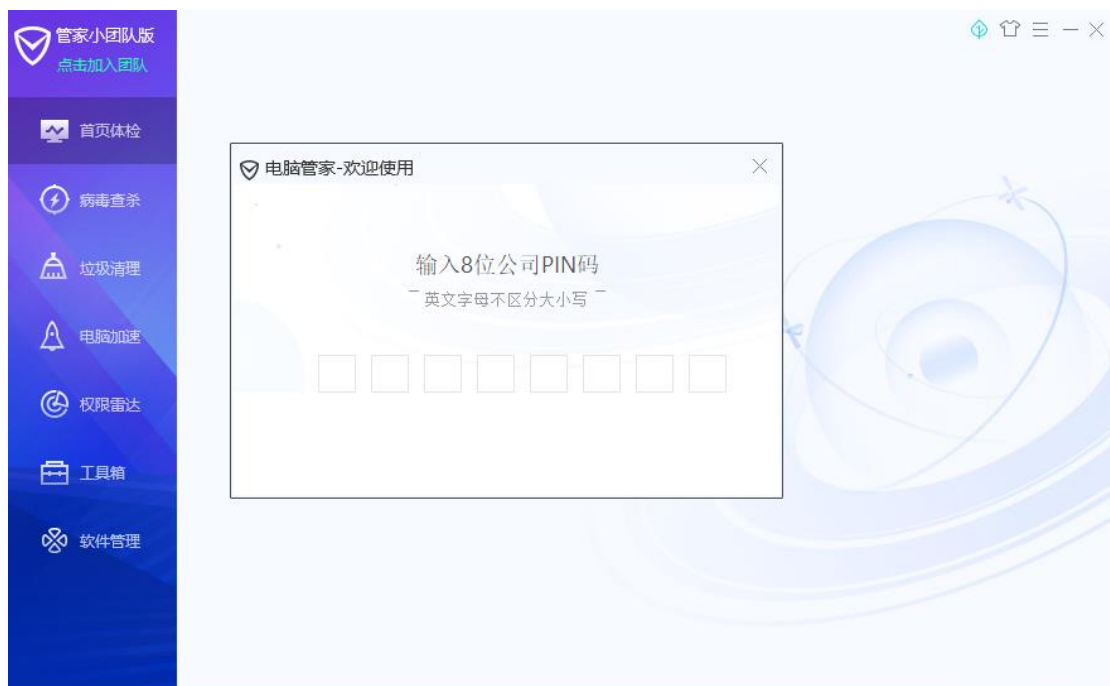 管家小团队版
点击加入团队
首页体检
病毒查杀
垃圾清理
电脑加速
权限雷达
工具箱
软件管理
电脑管家-欢迎使用
输入8位公司PIN码
英文字母不区分大小写